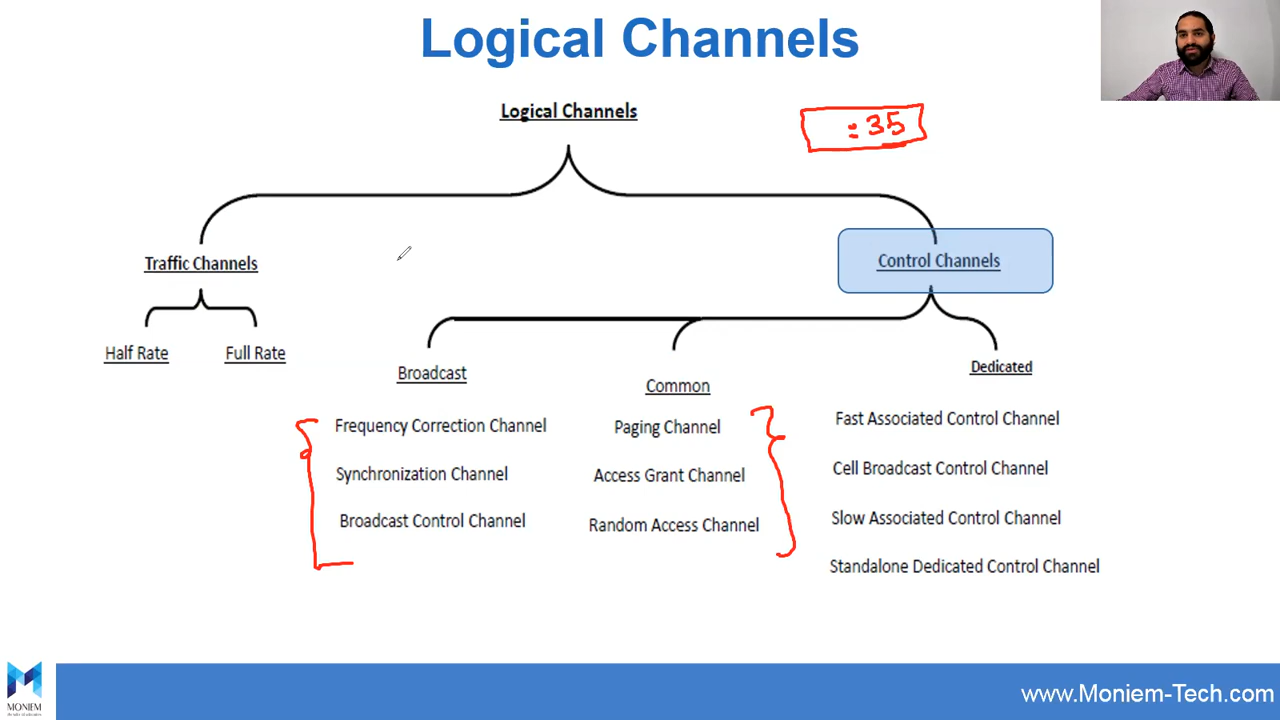 Logical Channels
Logical Channels
= 35
Traffic Channels
Control Channels
Half Rate
Full Rate
Broadcast
Common
Dedicated
Frequency Correction Channel
Synchronization Channel
Broadcast Control Channel
Paging Channel
Access Grant Channel
Random Access Channel
Fast Associated Control Channel
Cell Broadcast Control Channel
Slow Associated Control Channel
Standalone Dedicated Control Channel
MONIEM
www.Moniem-Tech.com